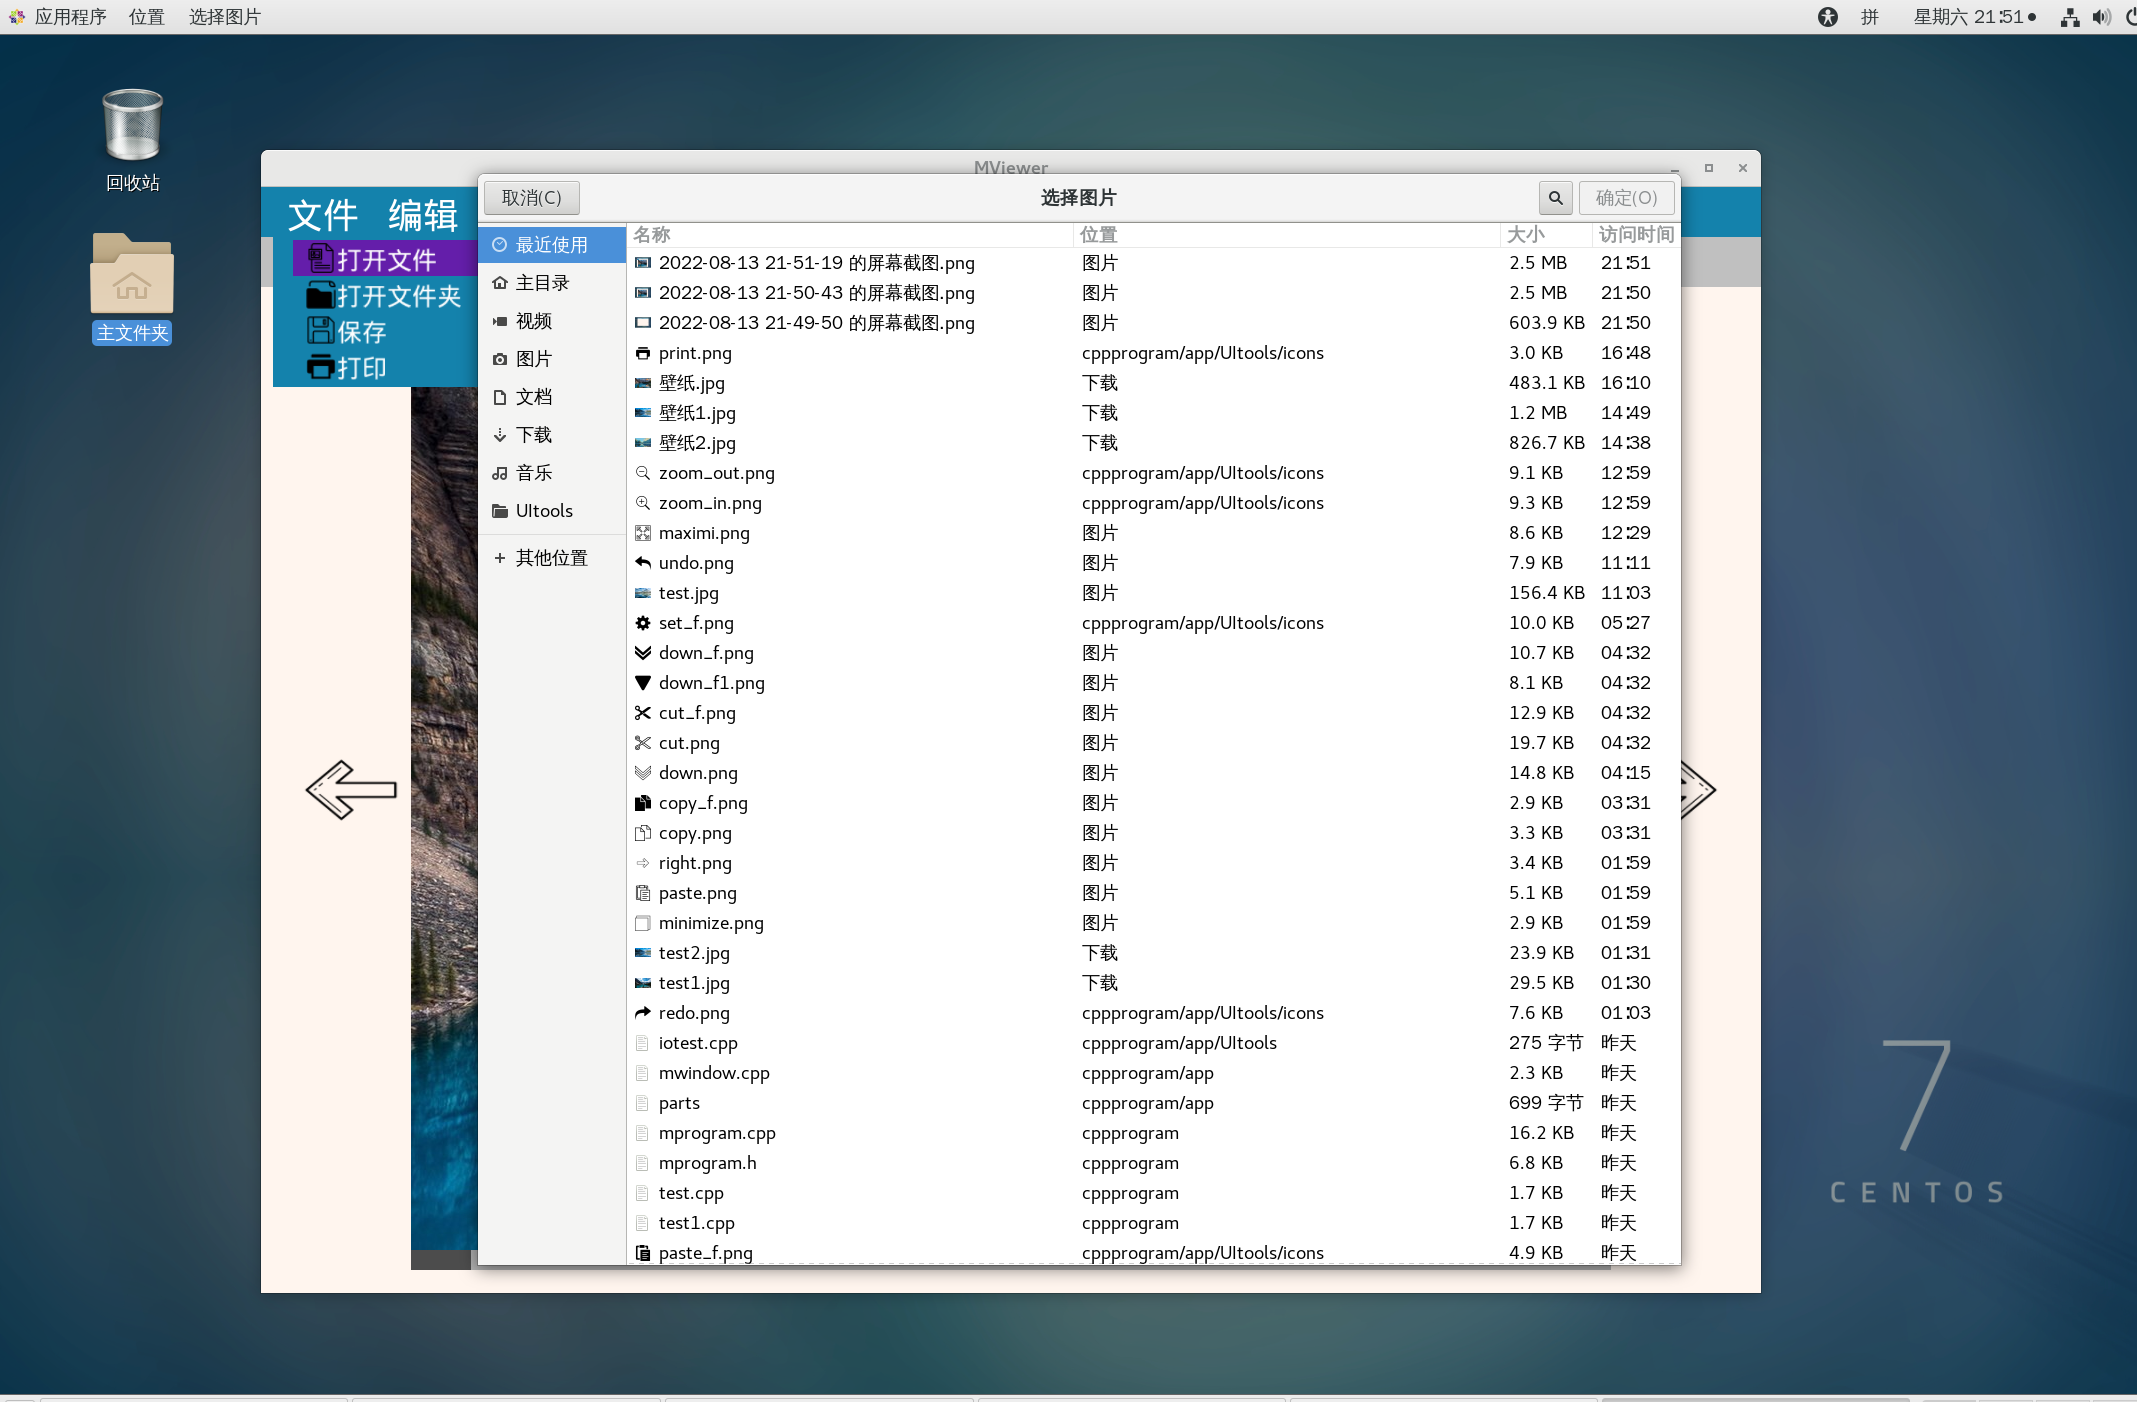 应用程序 位置 选择图片 拼 星期六 21:51
回收站
主文件夹
MViewer
取消(C) 选择图片 确定(O)
文件 编辑
打开文件
打开文件夹
保存
打印
最近使用
主目录
视频
图片
文档
下载
音乐
UItools
其他位置
名称 位置 大小 访问时间
2022-08-13 21-51-19 的屏幕截图.png 图片 2.5 MB 21:51
2022-08-13 21-50-43 的屏幕截图.png 图片 2.5 MB 21:50
2022-08-13 21-49-50 的屏幕截图.png 图片 603.9 KB 21:50
print.png cppprogram/app/UItools/icons 3.0 KB 16:48
壁纸.jpg 下载 483.1 KB 16:10
壁纸1.jpg 下载 1.2 MB 14:49
壁纸2.jpg 下载 826.7 KB 14:38
zoom_out.png cppprogram/app/UItools/icons 9.1 KB 12:59
zoom_in.png cppprogram/app/UItools/icons 9.3 KB 12:59
maximi.png 图片 8.6 KB 12:29
undo.png 图片 7.9 KB 11:11
test.jpg 图片 156.4 KB 11:03
set_f.png cppprogram/app/UItools/icons 10.0 KB 05:27
down_f.png 图片 10.7 KB 04:32
down_f1.png 图片 8.1 KB 04:32
cut_f.png 图片 12.9 KB 04:32
cut.png 图片 19.7 KB 04:32
down.png 图片 14.8 KB 04:15
copy_f.png 图片 2.9 KB 03:31
copy.png 图片 3.3 KB 03:31
right.png 图片 3.4 KB 01:59
paste.png 图片 5.1 KB 01:59
minimize.png 图片 2.9 KB 01:59
test2.jpg 下载 23.9 KB 01:31
test1.jpg 下载 29.5 KB 01:30
redo.png cppprogram/app/UItools/icons 7.6 KB 01:03
iotest.cpp cppprogram/app/UItools 275 字节 昨天
mwindow.cpp cppprogram/app 2.3 KB 昨天
parts cppprogram/app 699 字节 昨天
mprogram.cpp cppprogram 16.2 KB 昨天
mprogram.h cppprogram 6.8 KB 昨天
test.cpp cppprogram 1.7 KB 昨天
test1.cpp cppprogram 1.7 KB 昨天
paste_f.png cppprogram/app/UItools/icons 4.9 KB 昨天
7
CENTOS